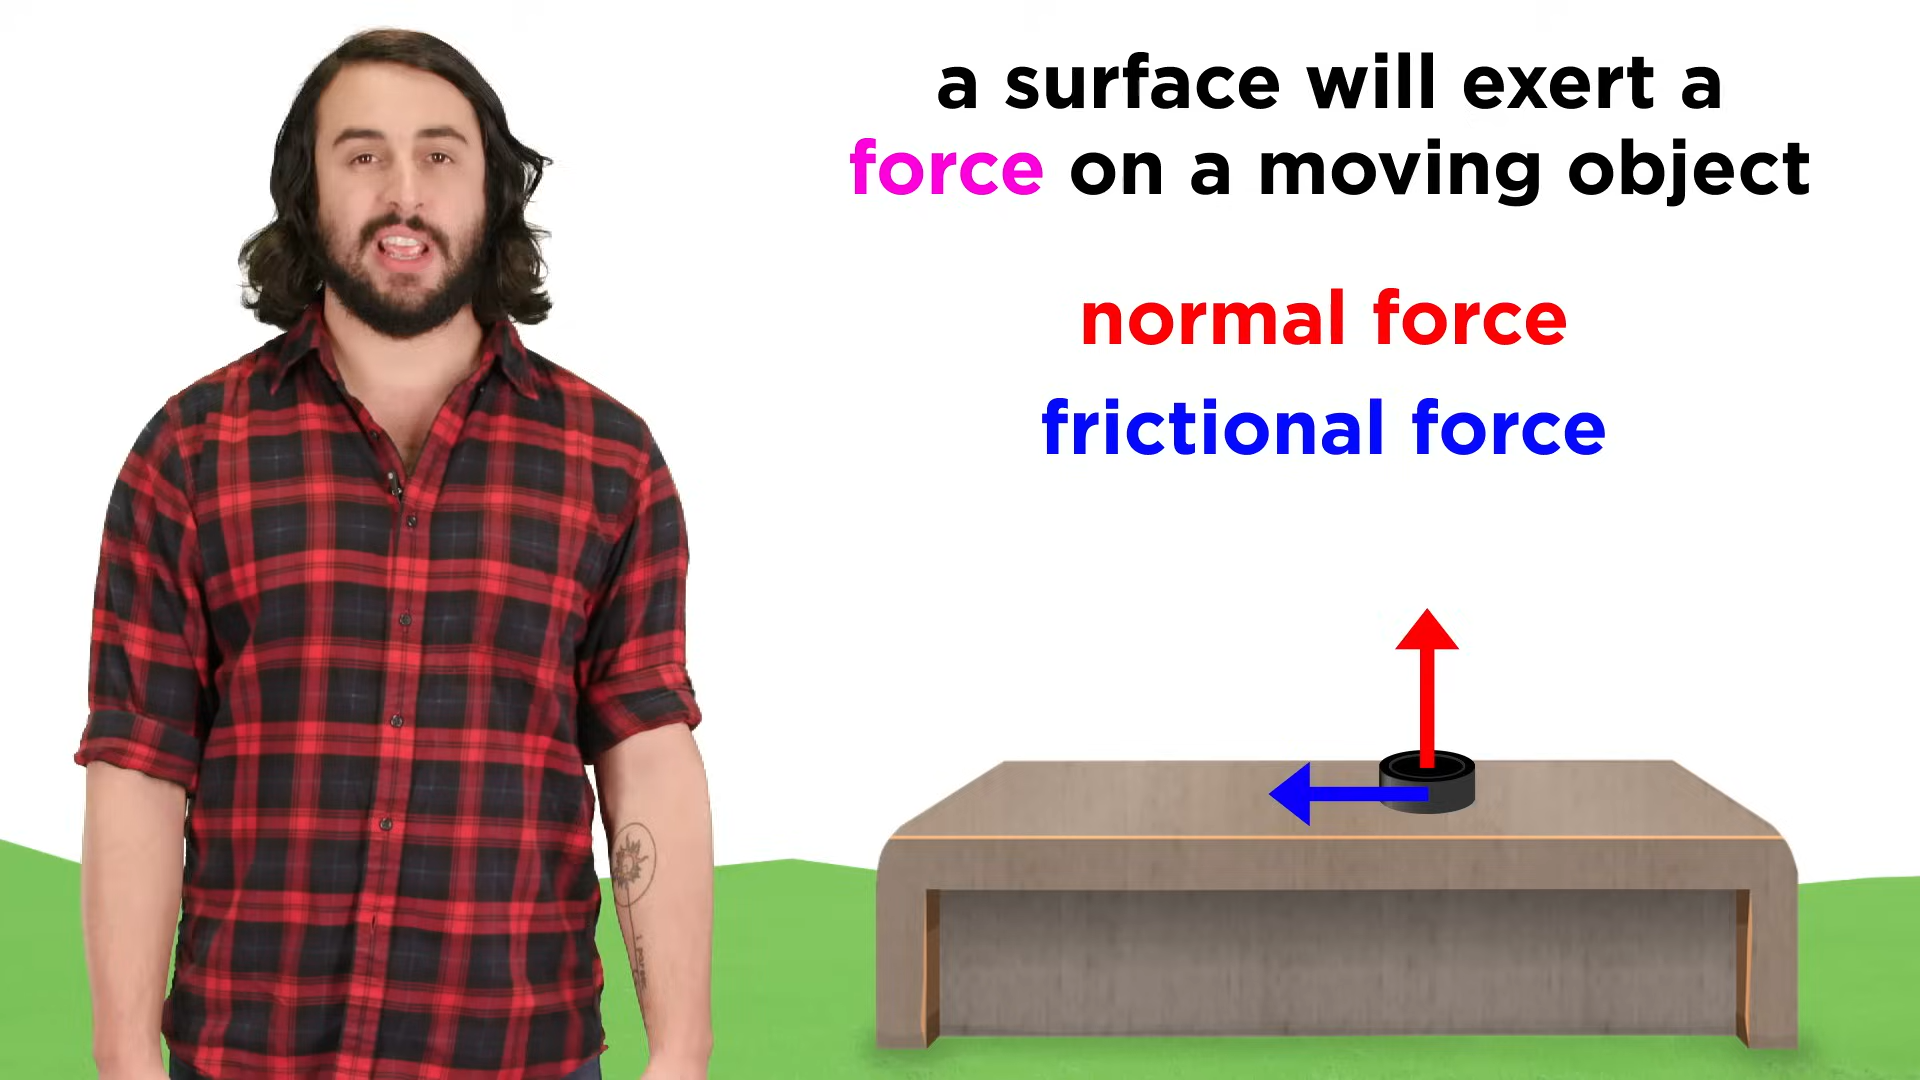 a surface will exert a
force on a moving object
normal force
frictional force